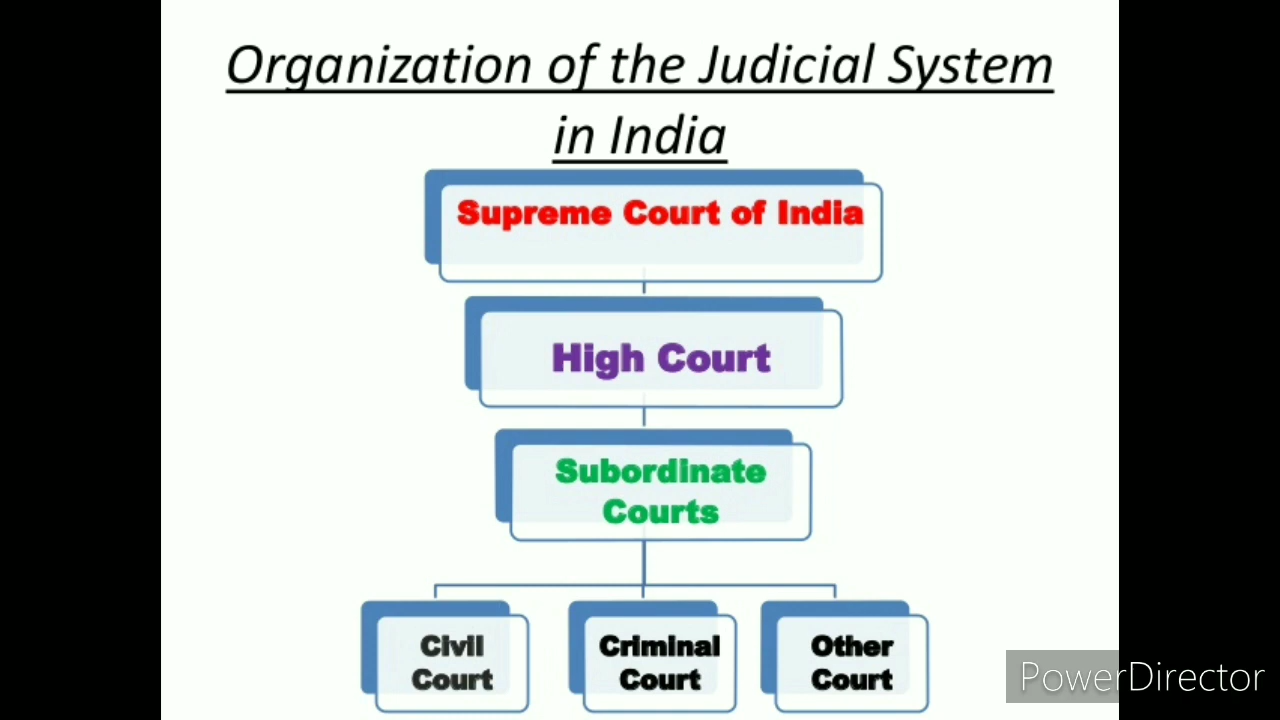 Organization of the Judicial System
in India
Supreme Court of India
High Court
Subordinate
Courts
Civil
Court
Criminal
Court
Other
Court
PowerDirector